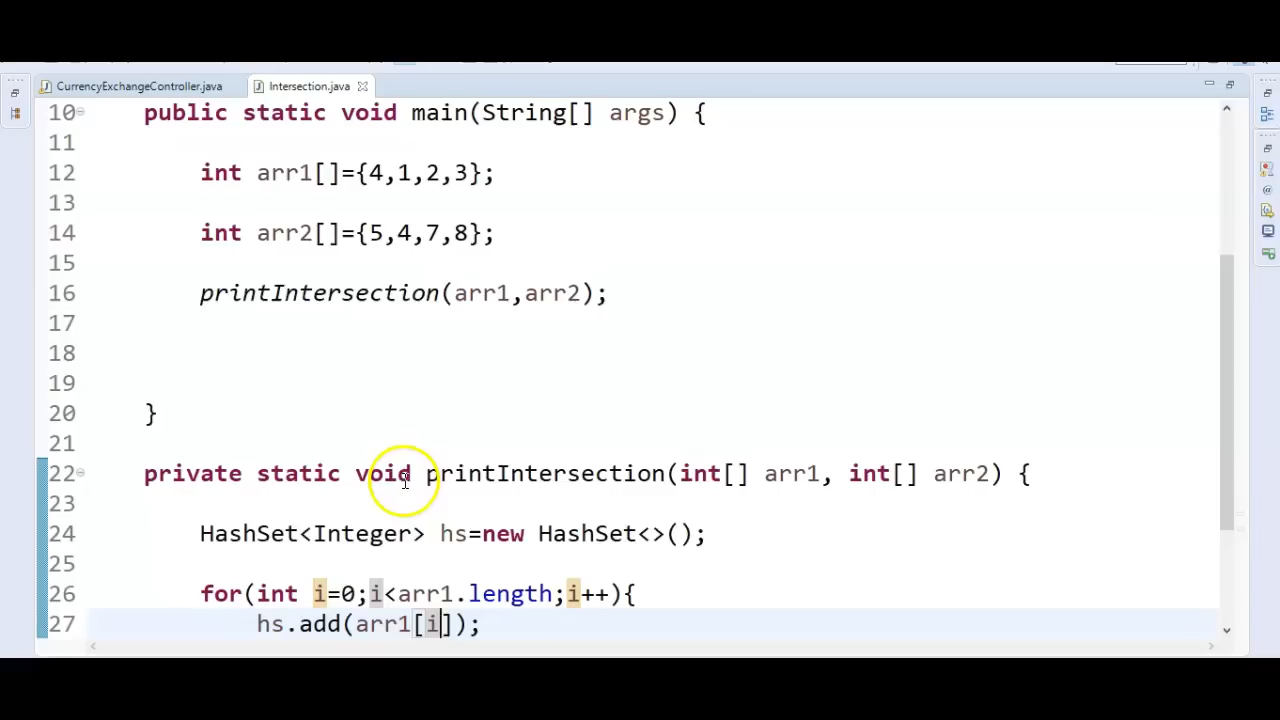 CurrencyExchangeController.java Intersection.java
10 public static void main(String[] args) {
11
12 int arr1[]={4,1,2,3};
13
14 int arr2[]={5,4,7,8};
15
16 printIntersection(arr1,arr2);
17
18
19
20 }
21
22 private static void printIntersection(int[] arr1, int[] arr2) {
23
24 HashSet<Integer> hs=new HashSet<>();
25
26 for(int i=0;i<arr1.length;i++){
27 hs.add(arr1[i]);